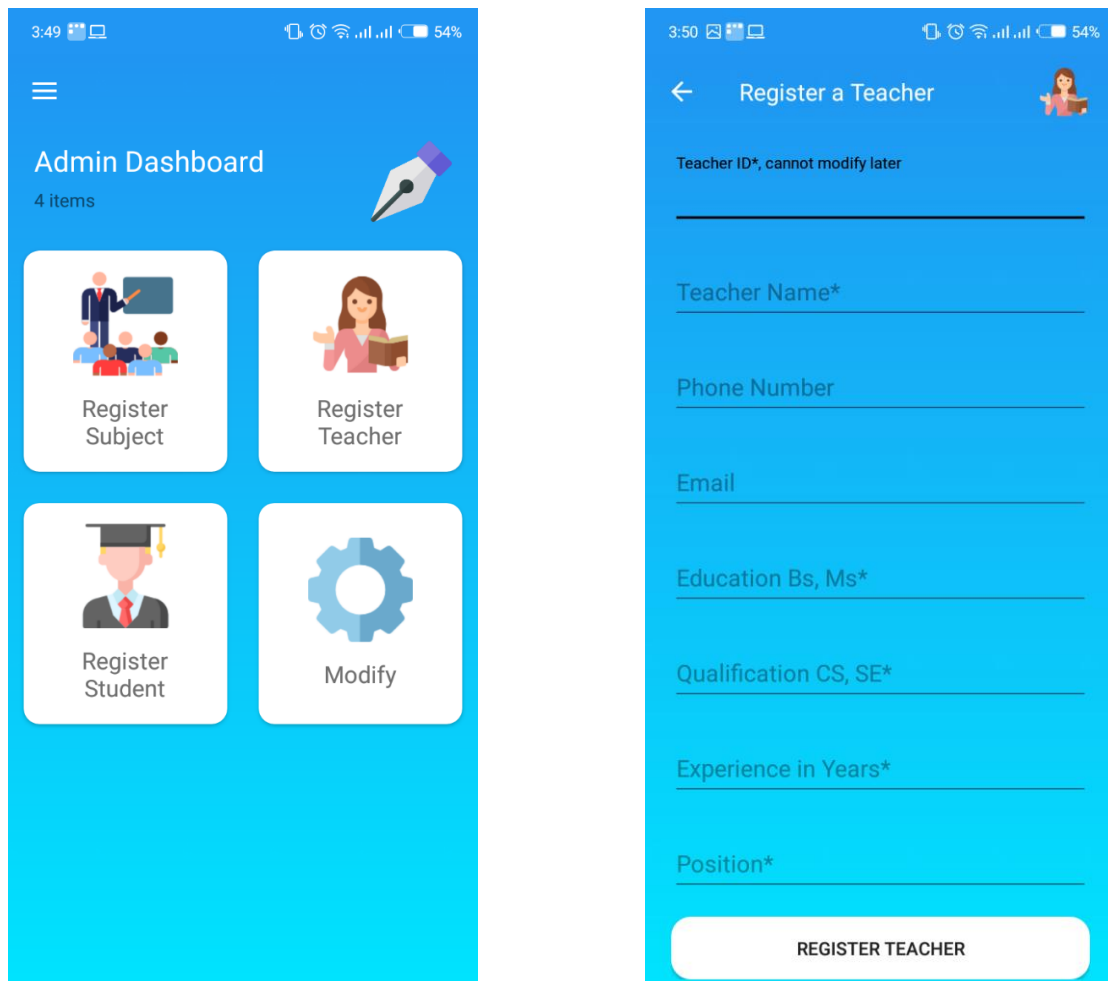 3:49
54%
Admin Dashboard
4 items
Register
Subject
Register
Teacher
Register
Student
Modify
3:50
54%
Register a Teacher
Teacher ID*, cannot modify later
Teacher Name*
Phone Number
Email
Education Bs, Ms*
Qualification CS, SE*
Experience in Years*
Position*
REGISTER TEACHER